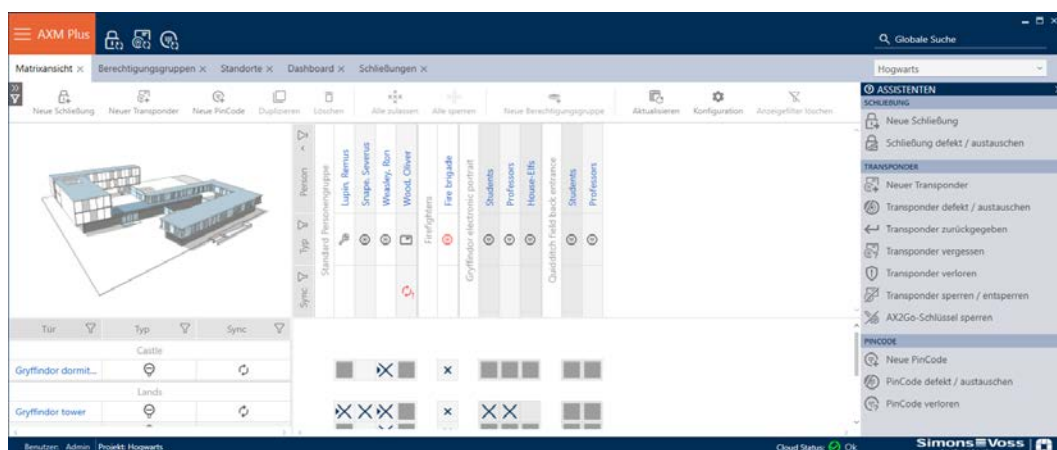 AXM Plus
Globale Suche
Matrixansicht × Berechtigungsgruppen × Standorte × Dashboard × Schließungen ×
Hogwarts
Neue Schließung Neuer Transponder Neue PinCode Duplizieren Löschen Alle zulassen Alle sperren Neue Berechtigungsgruppe Aktualisieren Konfiguration Anzeigefilter löschen
ASSISTENTEN
SCHLIEßUNG
Neue Schließung
Schließung defekt / austauschen
TRANSPONDER
Neuer Transponder
Transponder defekt / austauschen
Transponder zurückgegeben
Transponder vergessen
Transponder verloren
Transponder sperren / entsperren
AX2Go-Schlüssel sperren
PINCODE
Neue PinCode
PinCode defekt / austauschen
PinCode verloren
Person
Typ
Sync
Standard Personengruppe
Lupin, Remus
Snape, Severus
Weasley, Ron
Wood, Oliver
Firefighters
Fire brigade
Gryffindor electronic portrait
Students
Professors
House-Elfs
Quidditch field back entrance
Students
Professors
Tür Typ Sync
Castle
Gryffindor dormit...
Lands
Gryffindor tower
Benutzer: Admin Projekt: Hogwarts
Cloud Status: Ok
Simons Voss